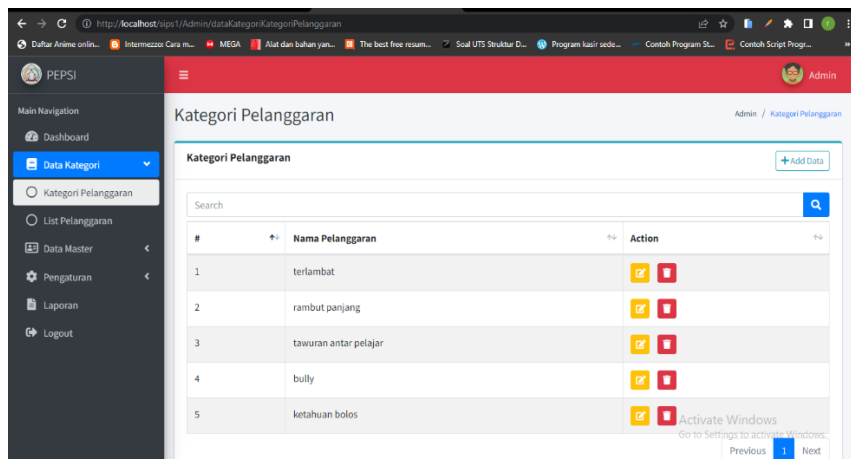 http://localhost/sips1/Admin/dataKategoriKategoriPelanggaran
Daftar Anime onlin... Intermezzo: Cara m... MEGA Alat dan bahan yan... The best free resum... Soal UTS Struktur D... Program kasir sede... Contoh Program St... Contoh Script Progr... »
PEPSI
Admin
Main Navigation
Dashboard
Data Kategori
Kategori Pelanggaran
List Pelanggaran
Data Master
Pengaturan
Laporan
Logout
Kategori Pelanggaran
Admin / Kategori Pelanggaran
Kategori Pelanggaran
+ Add Data
Search
# Nama Pelanggaran Action
1 terlambat
2 rambut panjang
3 tawuran antar pelajar
4 bully
5 ketahuan bolos
Activate Windows
Go to Settings to activate Windows.
Previous 1 Next